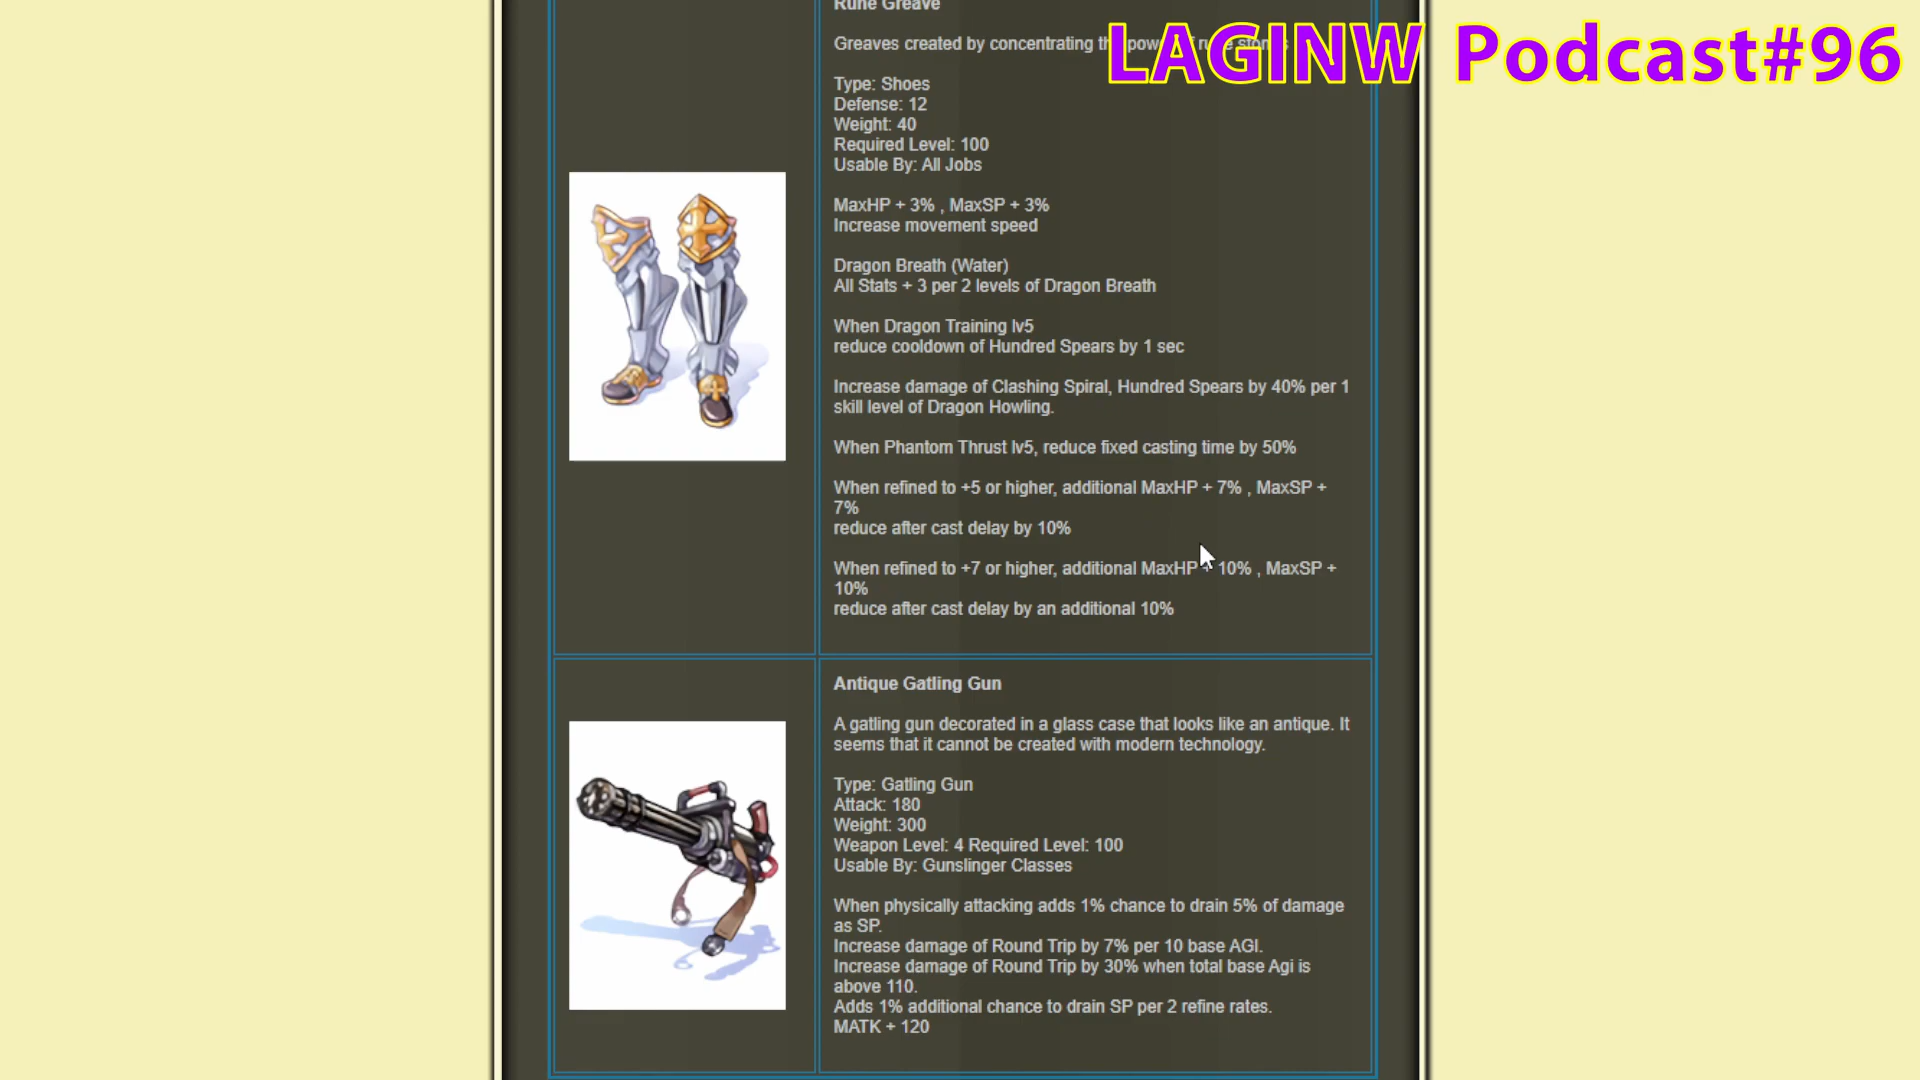 Rune Greave
LAGINW Podcast#96
Greaves created by concentrating the power of rune stones
Type: Shoes
Defense: 12
Weight: 40
Required Level: 100
Usable By: All Jobs
MaxHP + 3% , MaxSP + 3%
Increase movement speed
Dragon Breath (Water)
All Stats + 3 per 2 levels of Dragon Breath
When Dragon Training lv5
reduce cooldown of Hundred Spears by 1 sec
Increase damage of Clashing Spiral, Hundred Spears by 40% per 1
skill level of Dragon Howling.
When Phantom Thrust lv5, reduce fixed casting time by 50%
When refined to +5 or higher, additional MaxHP + 7% , MaxSP +
7%
reduce after cast delay by 10%
When refined to +7 or higher, additional MaxHP + 10% , MaxSP +
10%
reduce after cast delay by an additional 10%
Antique Gatling Gun
A gatling gun decorated in a glass case that looks like an antique. It
seems that it cannot be created with modern technology.
Type: Gatling Gun
Attack: 180
Weight: 300
Weapon Level: 4 Required Level: 100
Usable By: Gunslinger Classes
When physically attacking adds 1% chance to drain 5% of damage
as SP.
Increase damage of Round Trip by 7% per 10 base AGI.
Increase damage of Round Trip by 30% when total base Agi is
above 110.
Adds 1% additional chance to drain SP per 2 refine rates.
MATK + 120